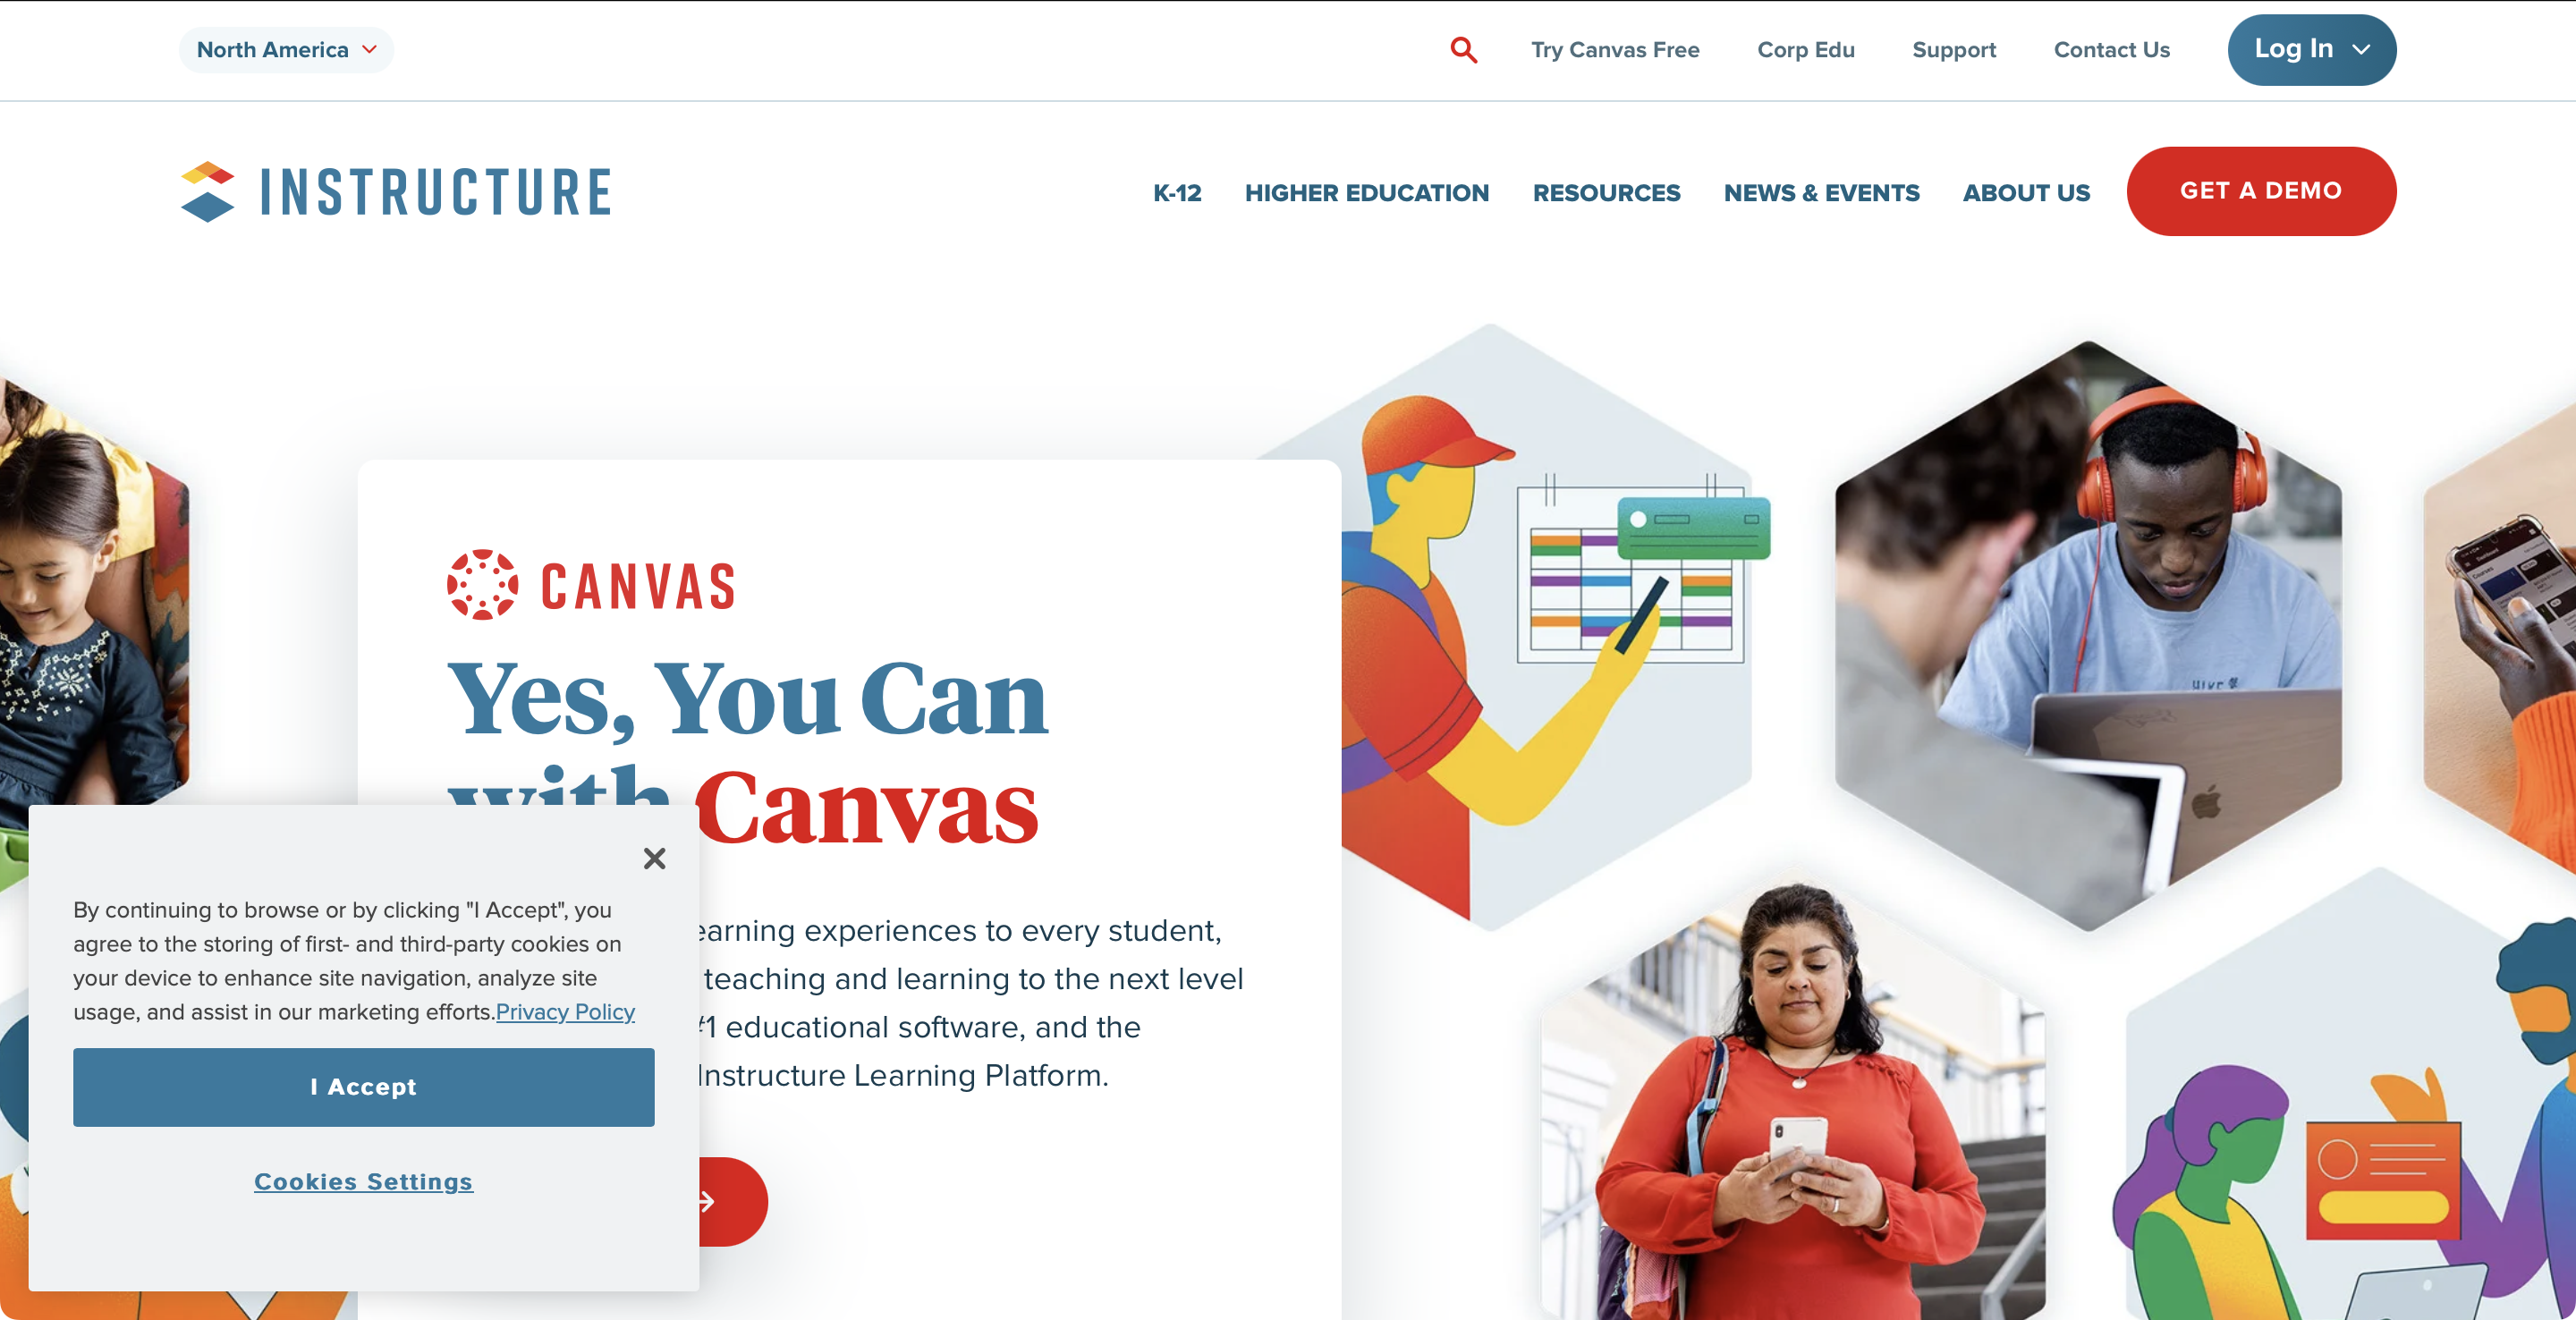 North America
Try Canvas Free
Corp Edu
Support
Contact Us
Log In
INSTRUCTURE
K-12
HIGHER EDUCATION
RESOURCES
NEWS & EVENTS
ABOUT US
GET A DEMO
CANVAS
Yes, You Can
with Canvas
earning experiences to every student,
teaching and learning to the next level
#1 educational software, and the
Instructure Learning Platform.
By continuing to browse or by clicking "I Accept", you
agree to the storing of first- and third-party cookies on
your device to enhance site navigation, analyze site
usage, and assist in our marketing efforts.Privacy Policy
I Accept
Cookies Settings